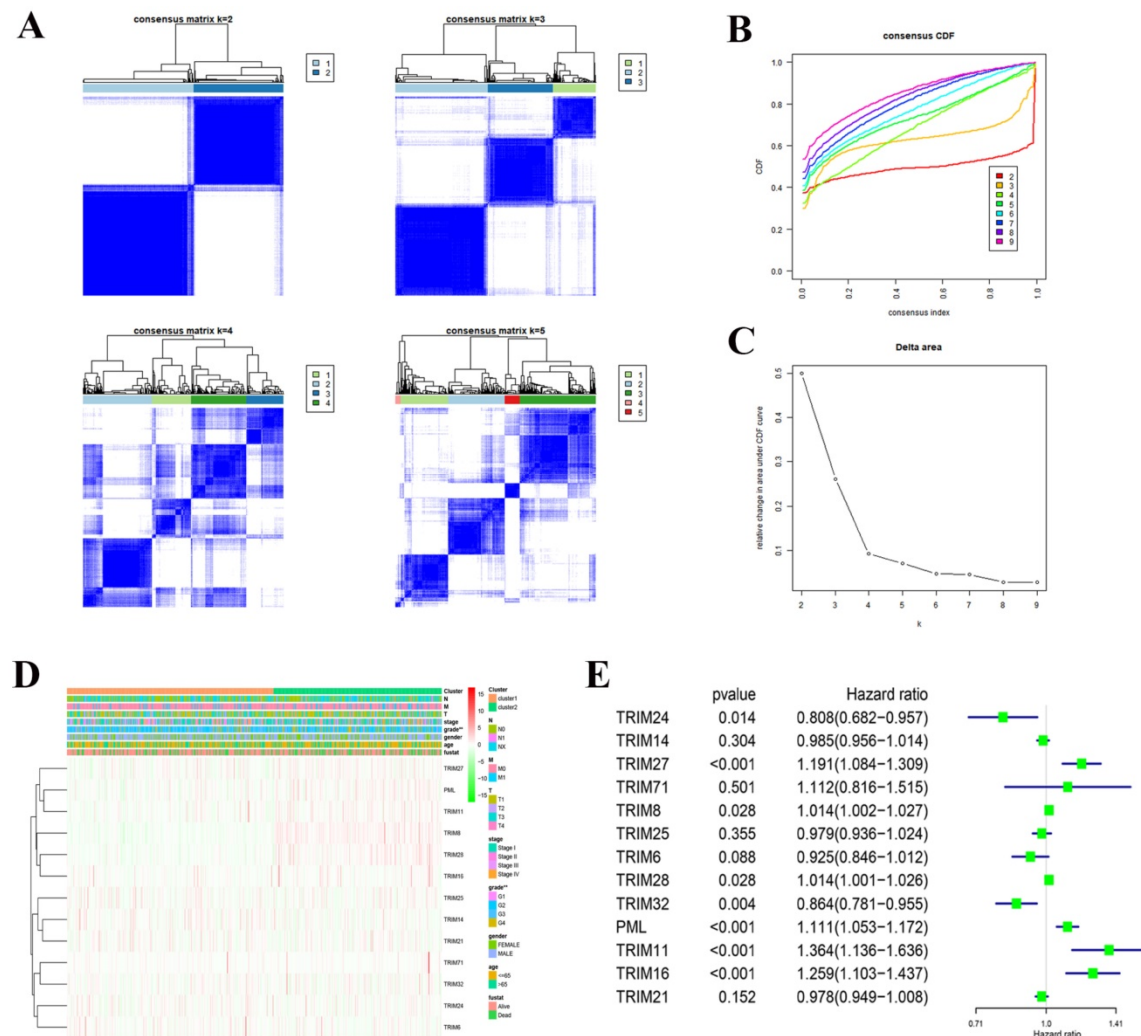 A
consensus matrix k=2
1
2
consensus matrix k=3
1
2
3
consensus matrix k=4
1
2
3
4
consensus matrix k=5
1
2
3
4
5
B
consensus CDF
CDF
1.0
0.8
0.6
0.4
0.2
0.0
2
3
4
5
6
7
8
9
0.0 0.2 0.4 0.6 0.8 1.0
consensus index
C
Delta area
relative change in area under CDF curve
0.5
0.4
0.3
0.2
0.1
2 3 4 5 6 7 8 9
k
D
Cluster
N
M
T
stage
grade**
gender
age
fustat
15
10
5
0
-5
-10
-15
Cluster
cluster1
cluster2
N
N0
N1
NX
M
M0
M1
T
T1
T2
T3
T4
stage
Stage I
Stage II
Stage III
Stage IV
grade**
G1
G2
G3
G4
gender
FEMALE
MALE
age
<=65
>65
fustat
Alive
Dead
TRIM27
PML
TRIM11
TRIM8
TRIM28
TRIM16
TRIM25
TRIM14
TRIM21
TRIM71
TRIM32
TRIM24
TRIM6
E
pvalue Hazard ratio
TRIM24 0.014 0.808(0.682−0.957)
TRIM14 0.304 0.985(0.956−1.014)
TRIM27 <0.001 1.191(1.084−1.309)
TRIM71 0.501 1.112(0.816−1.515)
TRIM8 0.028 1.014(1.002−1.027)
TRIM25 0.355 0.979(0.936−1.024)
TRIM6 0.088 0.925(0.846−1.012)
TRIM28 0.028 1.014(1.001−1.026)
TRIM32 0.004 0.864(0.781−0.955)
PML <0.001 1.111(1.053−1.172)
TRIM11 <0.001 1.364(1.136−1.636)
TRIM16 <0.001 1.259(1.103−1.437)
TRIM21 0.152 0.978(0.949−1.008)
0.71 1.0 1.41
Hazard ratio